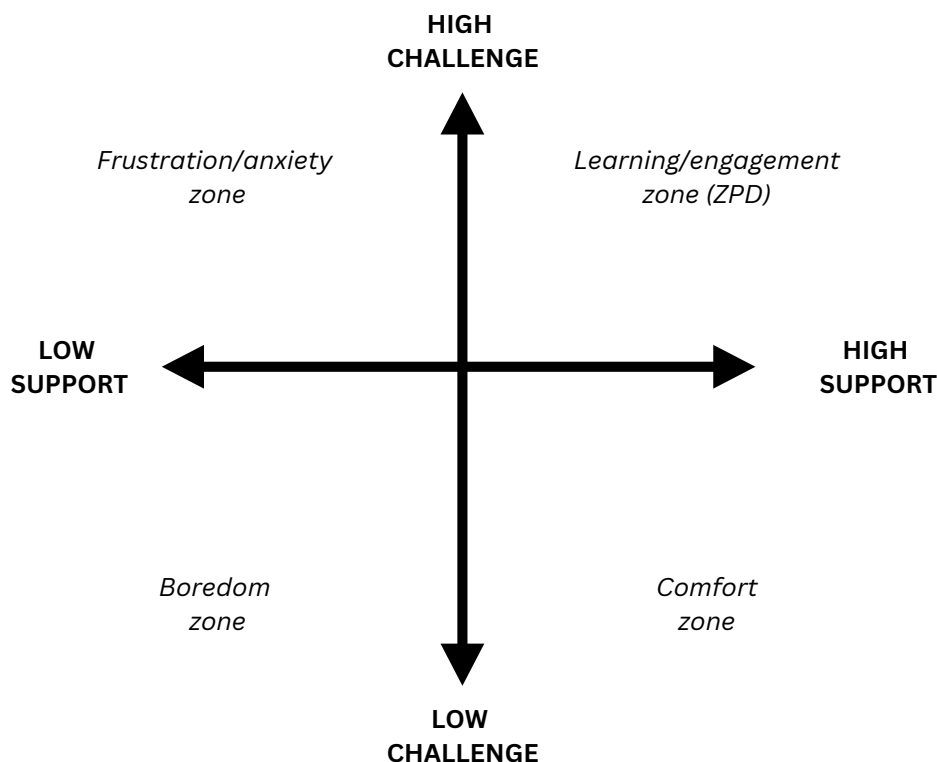 HIGH
CHALLENGE
Frustration/anxiety
zone
Learning/engagement
zone (ZPD)
LOW
SUPPORT
HIGH
SUPPORT
Boredom
zone
Comfort
zone
LOW
CHALLENGE